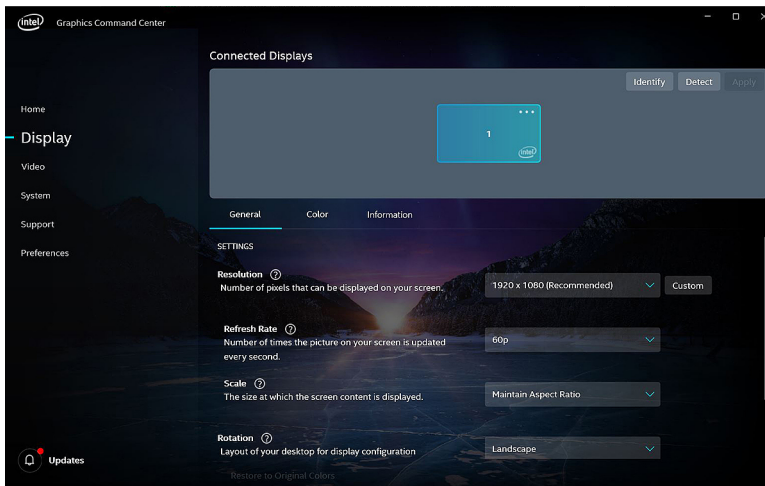 intel Graphics Command Center
Connected Displays
Identify Detect Apply
Home
Display
Video
System
Support
Preferences
1
intel
General Color Information
SETTINGS
Resolution ?
Number of pixels that can be displayed on your screen.
1920 x 1080 (Recommended)
Custom
Refresh Rate ?
Number of times the picture on your screen is updated
every second.
60p
Scale ?
The size at which the screen content is displayed.
Maintain Aspect Ratio
Rotation ?
Layout of your desktop for display configuration
Landscape
Restore to Original Colors
Updates